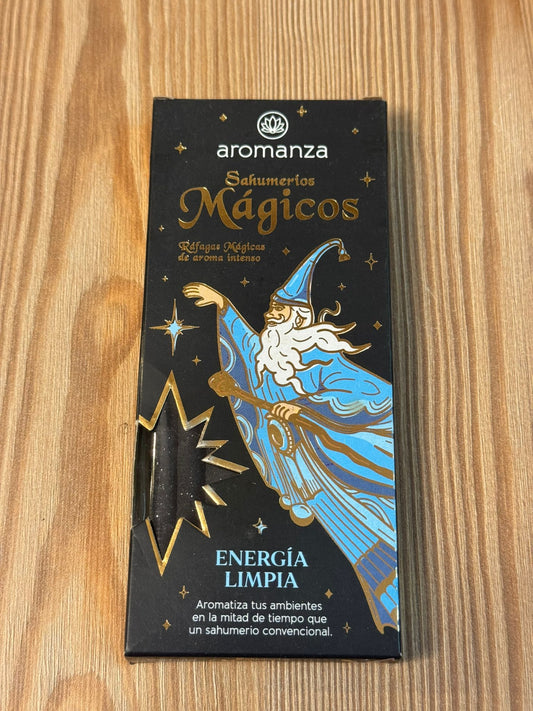 aromanza
Sahumerios
Mágicos
Ráfagas Mágicas
de aroma intenso
ENERGÍA
LIMPIA
Aromatiza tus ambientes
en la mitad de tiempo que
un sahumerio convencional.